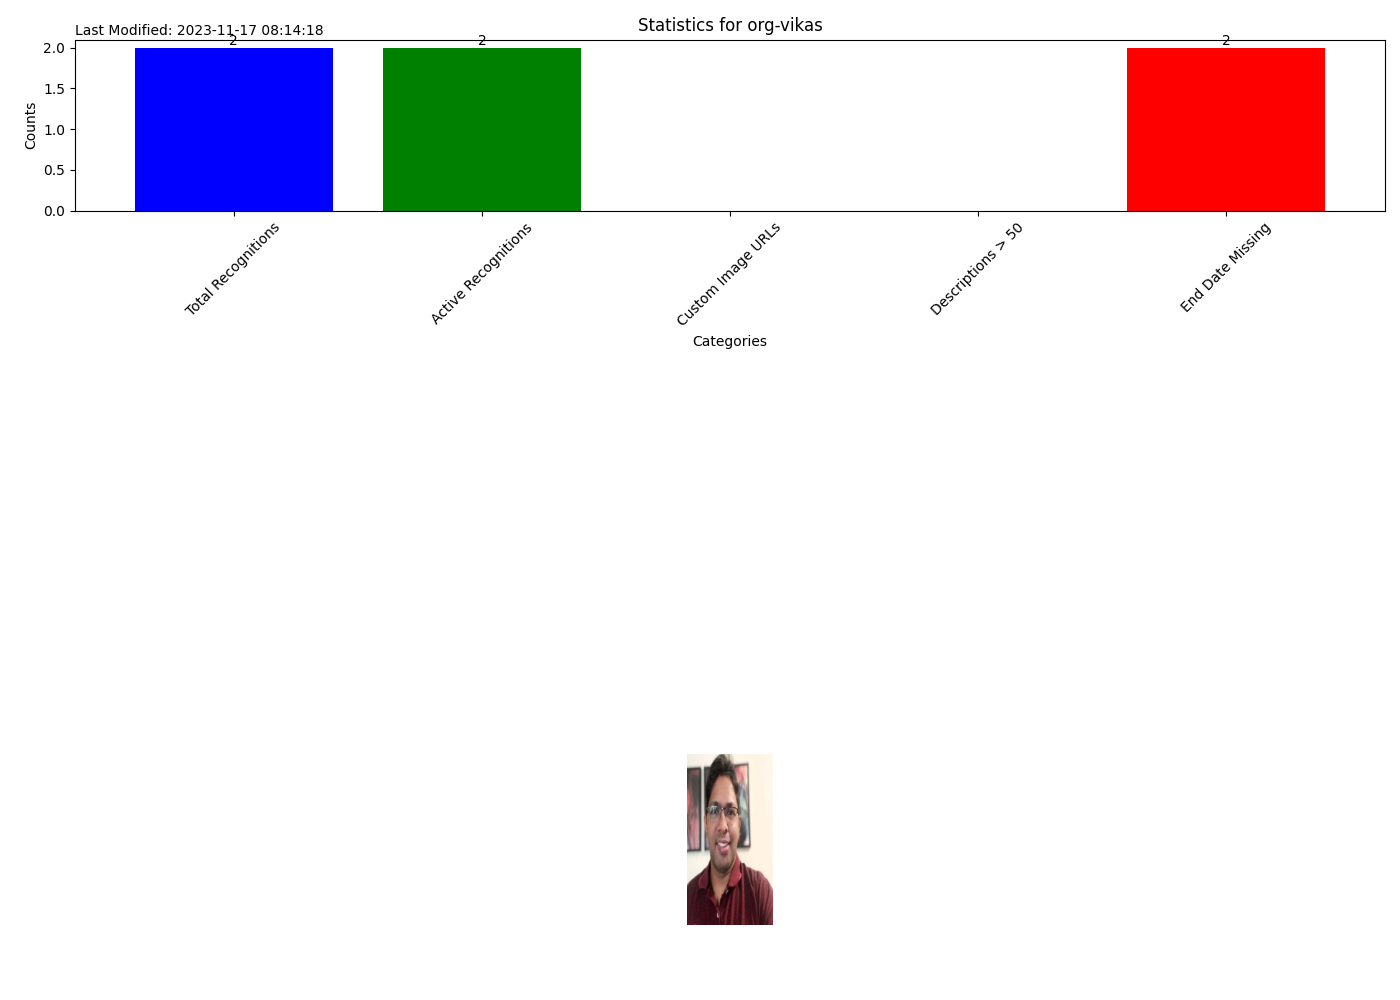 Statistics for org-vikas
Last Modified: 2023-11-17 08:14:18
2 2 2
2.0
1.5
1.0
0.5
0.0
Counts
Total Recognitions
Active Recognitions
Custom Image URLs
Descriptions > 50
End Date Missing
Categories